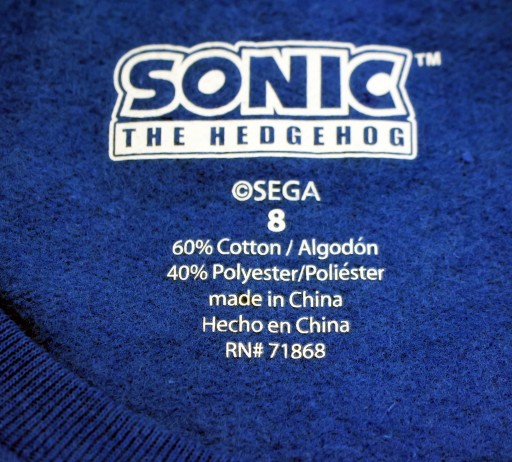 SONIC™
THE HEDGEHOG
©SEGA
8
60% Cotton / Algodón
40% Polyester/Poliéster
made in China
Hecho en China
RN# 71868